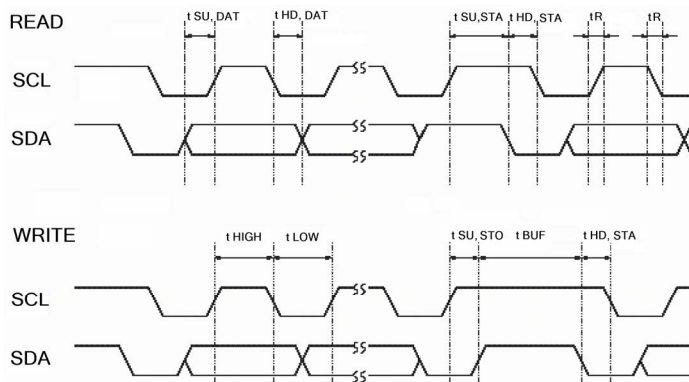 READ
t SU, DAT
t HD, DAT
t SU,STA
t HD, STA
tR
tR
SCL
SDA
WRITE
t HIGH
t LOW
t SU, STO
t BUF
t HD, STA
SCL
SDA